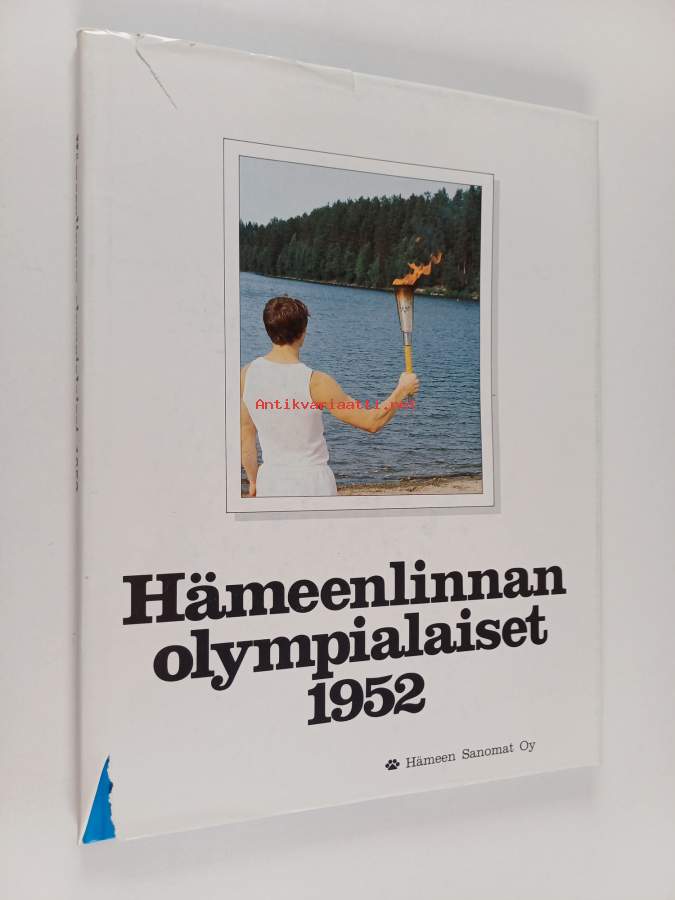 Antikvariaatti.net
Hämeenlinnan
olympialaiset
1952
Hämeen Sanomat Oy